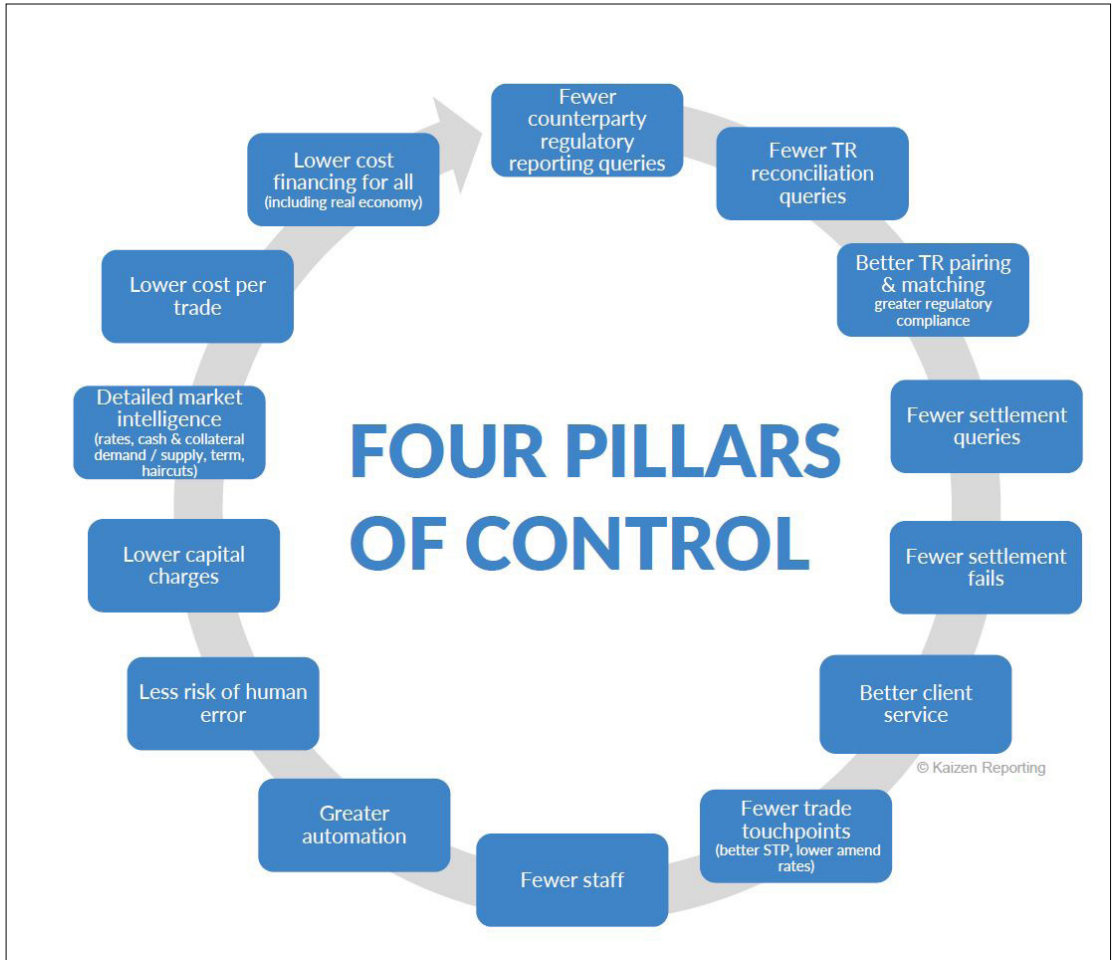 Fewer
counterparty
regulatory
reporting queries
Fewer TR
reconciliation
queries
Better TR pairing
& matching
greater regulatory
compliance
Fewer settlement
queries
Fewer settlement
fails
Better client
service
© Kaizen Reporting
Fewer trade
touchpoints
(better STP, lower amend
rates)
Fewer staff
Greater
automation
Less risk of human
error
Lower capital
charges
Detailed market
intelligence
(rates, cash & collateral
demand / supply, term,
haircuts)
Lower cost per
trade
Lower cost
financing for all
(including real economy)
FOUR PILLARS
OF CONTROL